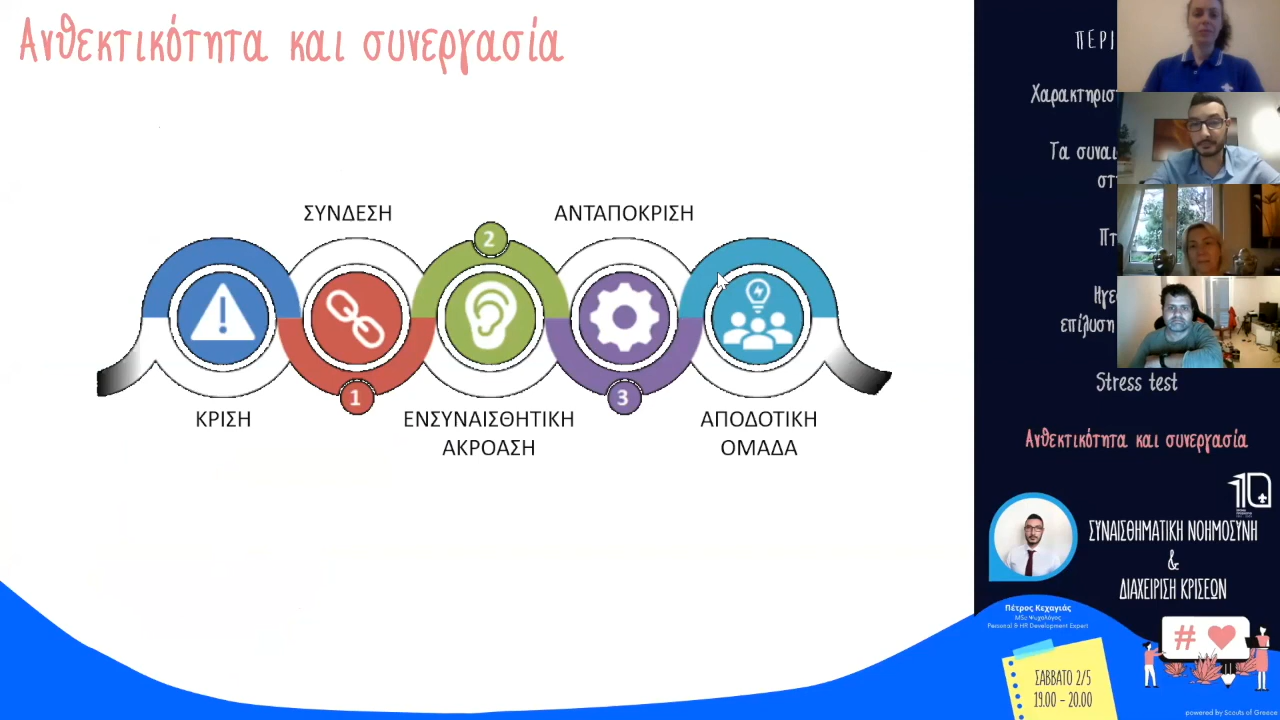 Ανθεκτικότητα και συνεργασία
ΣΥΝΔΕΣΗ
ΑΝΤΑΠΟΚΡΙΣΗ
2
1
3
ΚΡΙΣΗ
ΕΝΣΥΝΑΙΣΘΗΤΙΚΗ
ΑΚΡΟΑΣΗ
ΑΠΟΔΟΤΙΚΗ
ΟΜΑΔΑ
ΠΕΡΙ
Χαρακτηρισ
Τα συναι
στ
Πτ
Ηγε
επίλυση
Stress test
Ανθεκτικότητα και συνεργασία
110
ΣΥΝΑΙΣΘΗΜΑΤΙΚΗ ΝΟΗΜΟΣΥΝΗ
&
ΔΙΑΧΕΙΡΙΣΗ ΚΡΙΣΕΩΝ
Πέτρος Κεχαγιάς
MSc Ψυχολόγος
Personal & HR Development Expert
#
ΣΑΒΒΑΤΟ 2/5
19.00 - 20.00
powered by Scouts of Greece